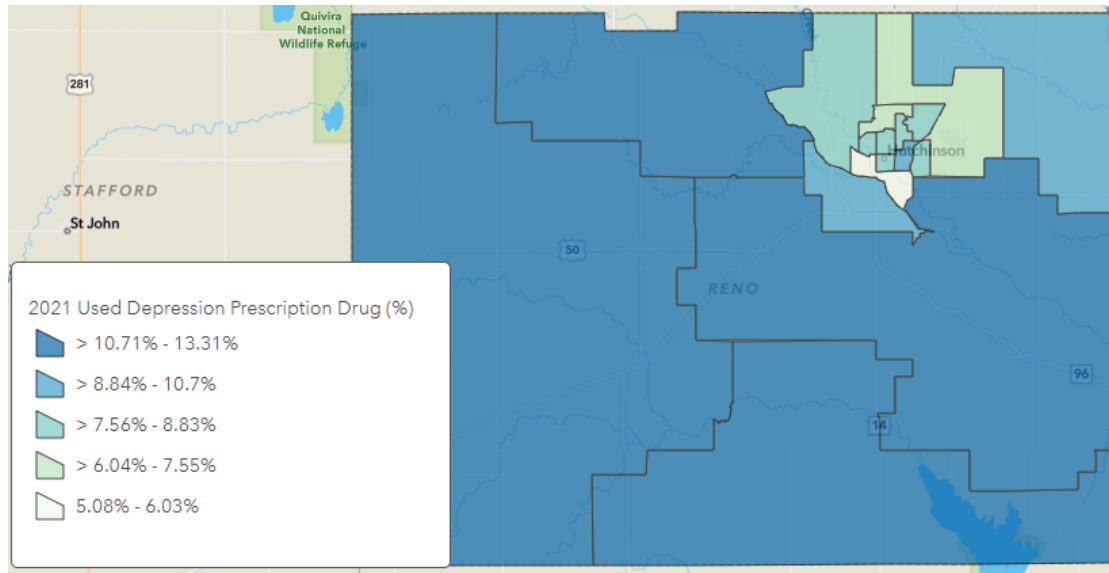 Quivira
National
Wildlife Refuge
Creek
281
STAFFORD
St John
Hutchinson
50
RENO
96
14
2021 Used Depression Prescription Drug (%)
> 10.71% - 13.31%
> 8.84% - 10.7%
> 7.56% - 8.83%
> 6.04% - 7.55%
5.08% - 6.03%